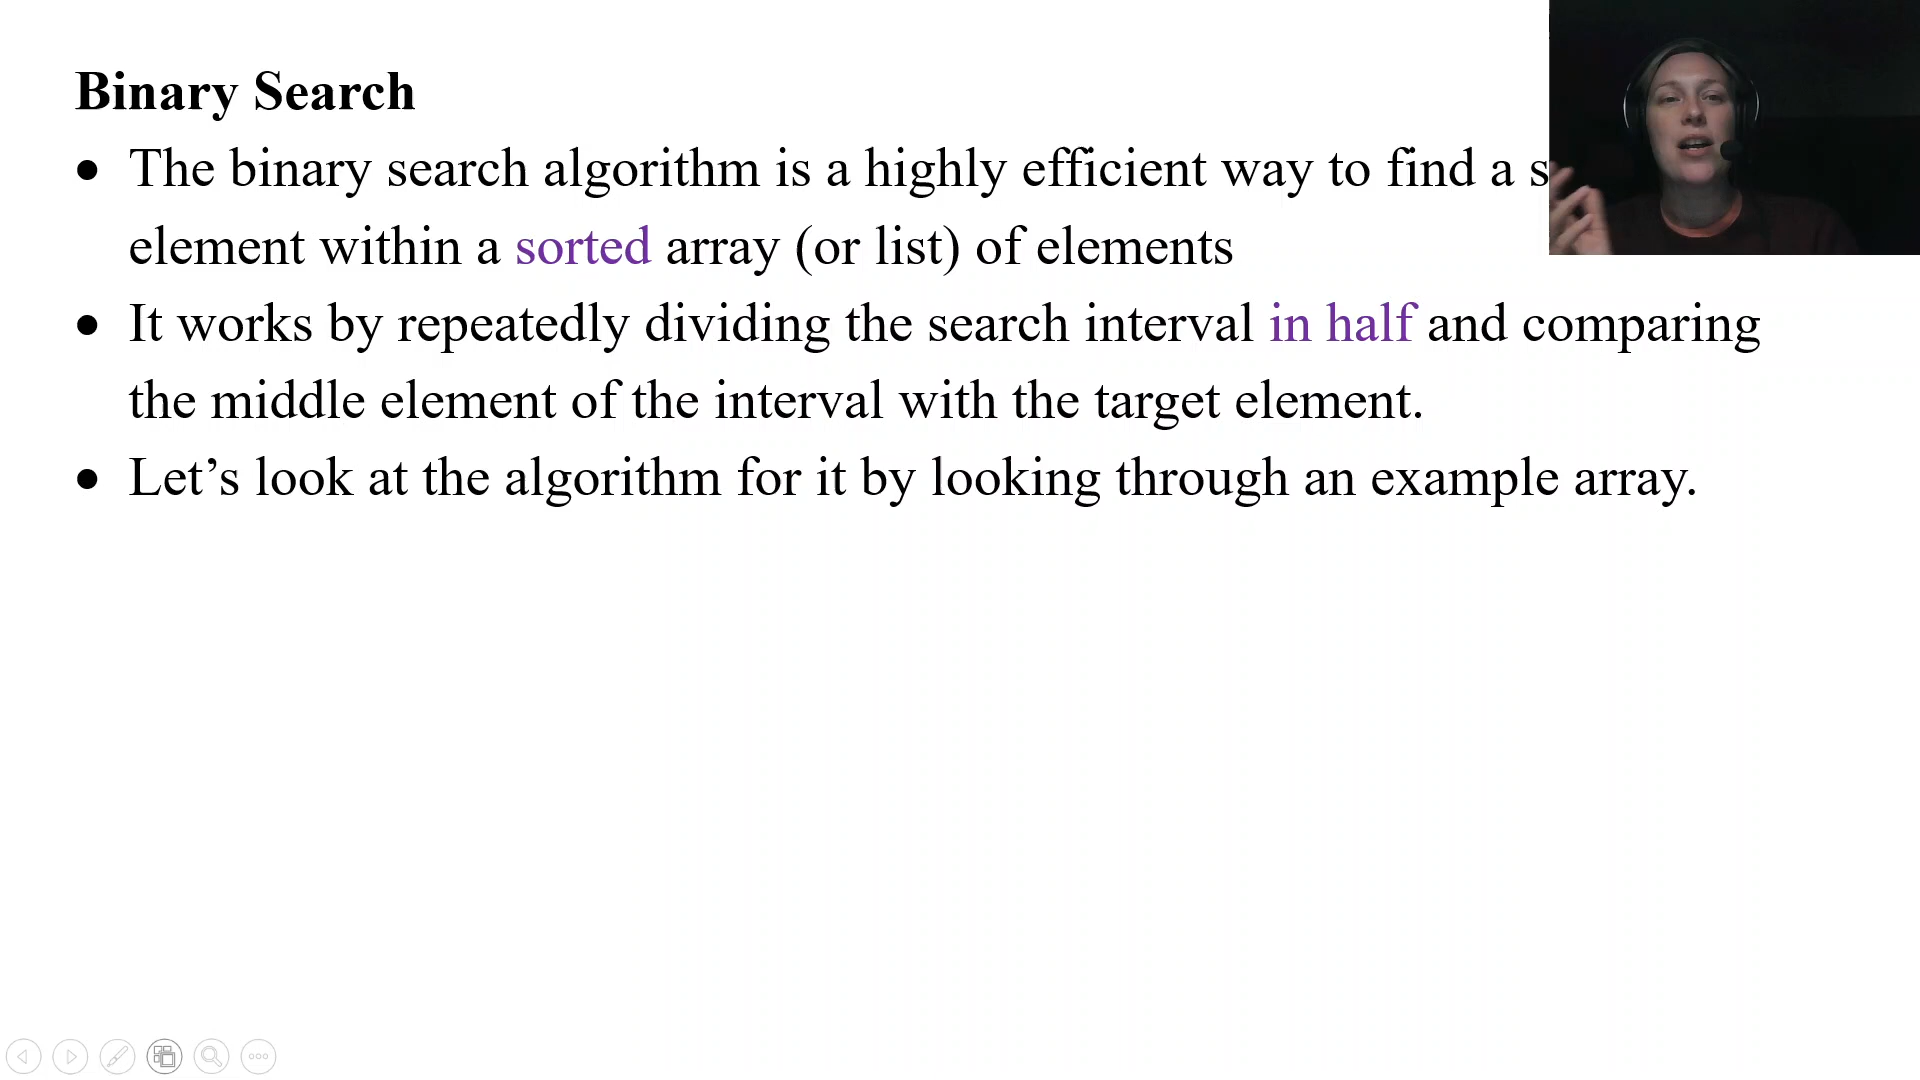 Binary Search
• The binary search algorithm is a highly efficient way to find a
element within a sorted array (or list) of elements
• It works by repeatedly dividing the search interval in half and comparing
the middle element of the interval with the target element.
• Let’s look at the algorithm for it by looking through an example array.